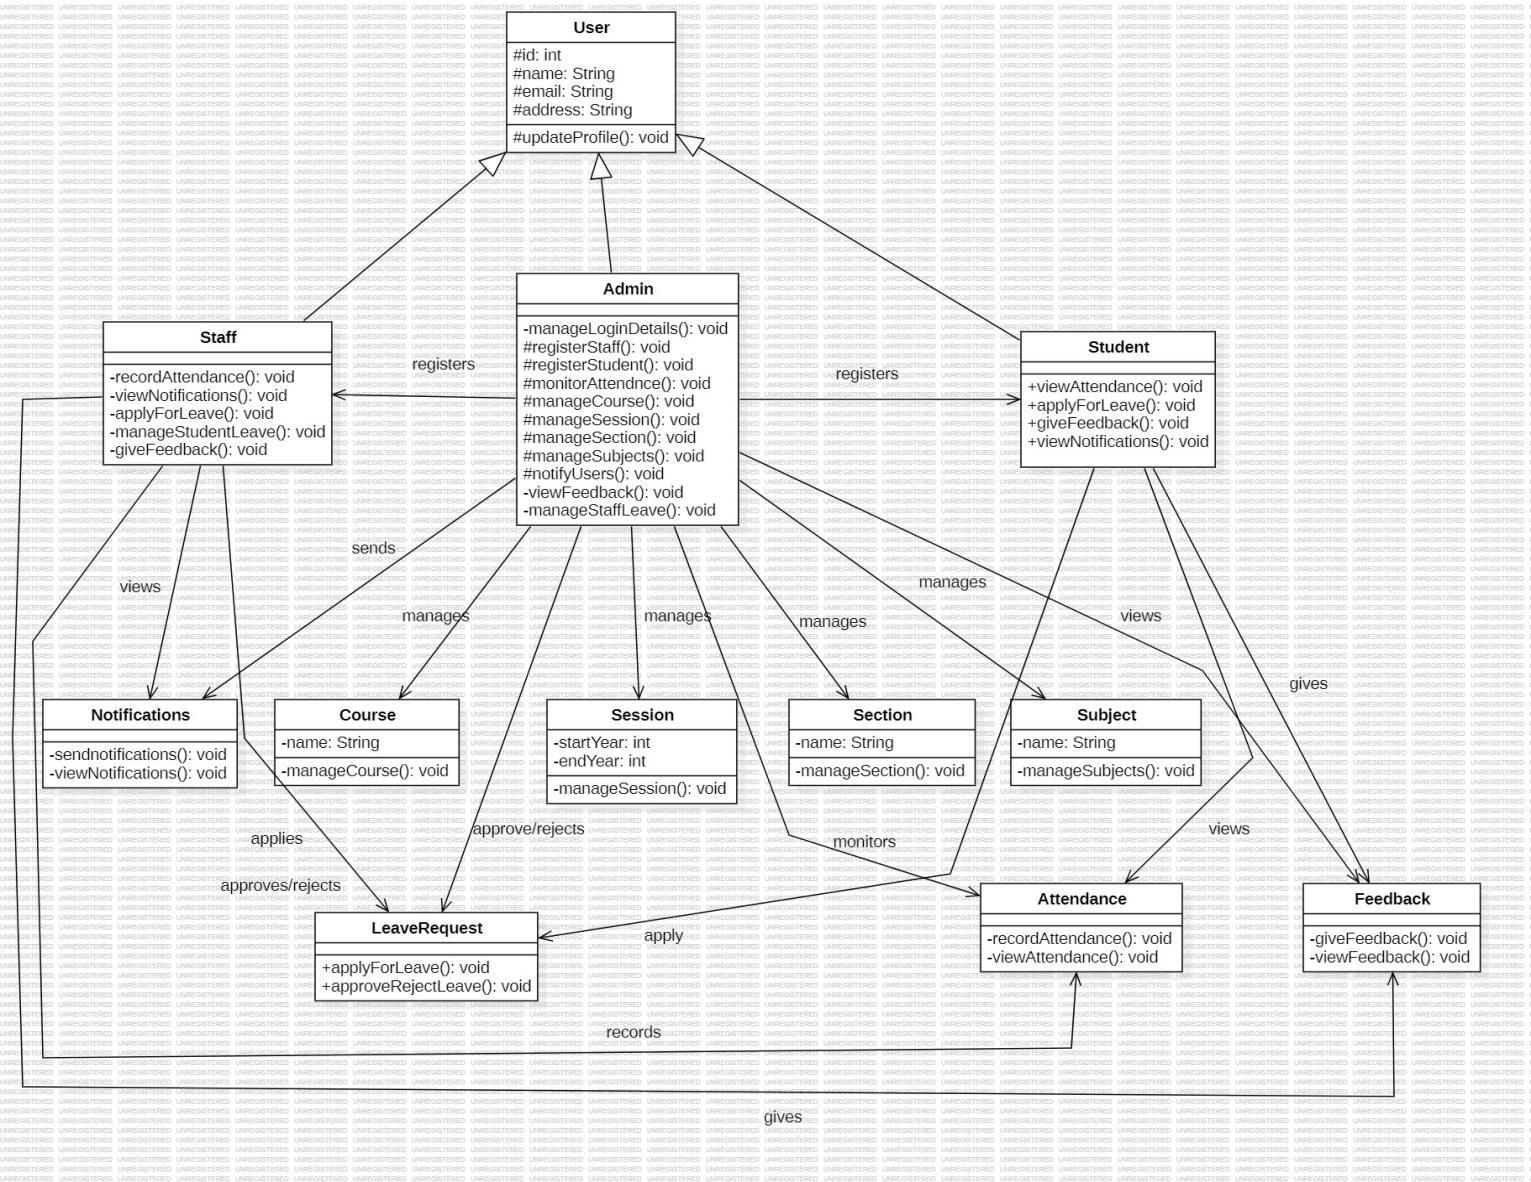 User
#id: int
#name: String
#email: String
#address: String
#updateProfile(): void
Admin
-manageLoginDetails(): void
#registerStaff(): void
#registerStudent(): void
#monitorAttendnce(): void
#manageCourse(): void
#manageSession(): void
#manageSection(): void
#manageSubjects(): void
#notifyUsers(): void
-viewFeedback(): void
-manageStaffLeave(): void
Staff
-recordAttendance(): void
-viewNotifications(): void
-applyForLeave(): void
-manageStudentLeave(): void
-giveFeedback(): void
Student
+viewAttendance(): void
+applyForLeave(): void
+giveFeedback(): void
+viewNotifications(): void
registers
registers
sends
views
manages
manages
manages
manages
views
gives
Notifications
-sendnotifications(): void
-viewNotifications(): void
Course
-name: String
-manageCourse(): void
Session
-startYear: int
-endYear: int
-manageSession(): void
Section
-name: String
-manageSection(): void
Subject
-name: String
-manageSubjects(): void
applies
approve/rejects
monitors
views
approves/rejects
LeaveRequest
+applyForLeave(): void
+approveRejectLeave(): void
apply
Attendance
-recordAttendance(): void
-viewAttendance(): void
Feedback
-giveFeedback(): void
-viewFeedback(): void
records
gives
UNREGISTERED